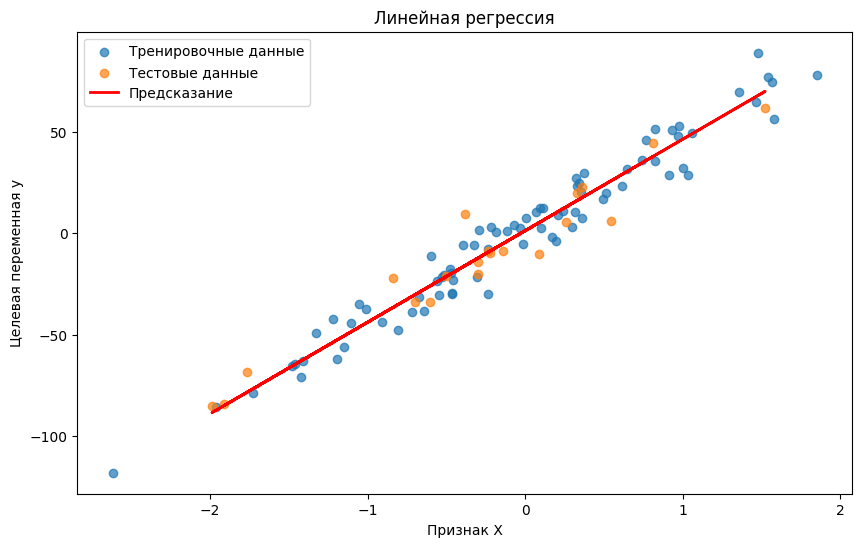 Линейная регрессия
Тренировочные данные
Тестовые данные
Предсказание
Целевая переменная y
50
0
−50
−100
−2
−1
0
1
2
Признак X